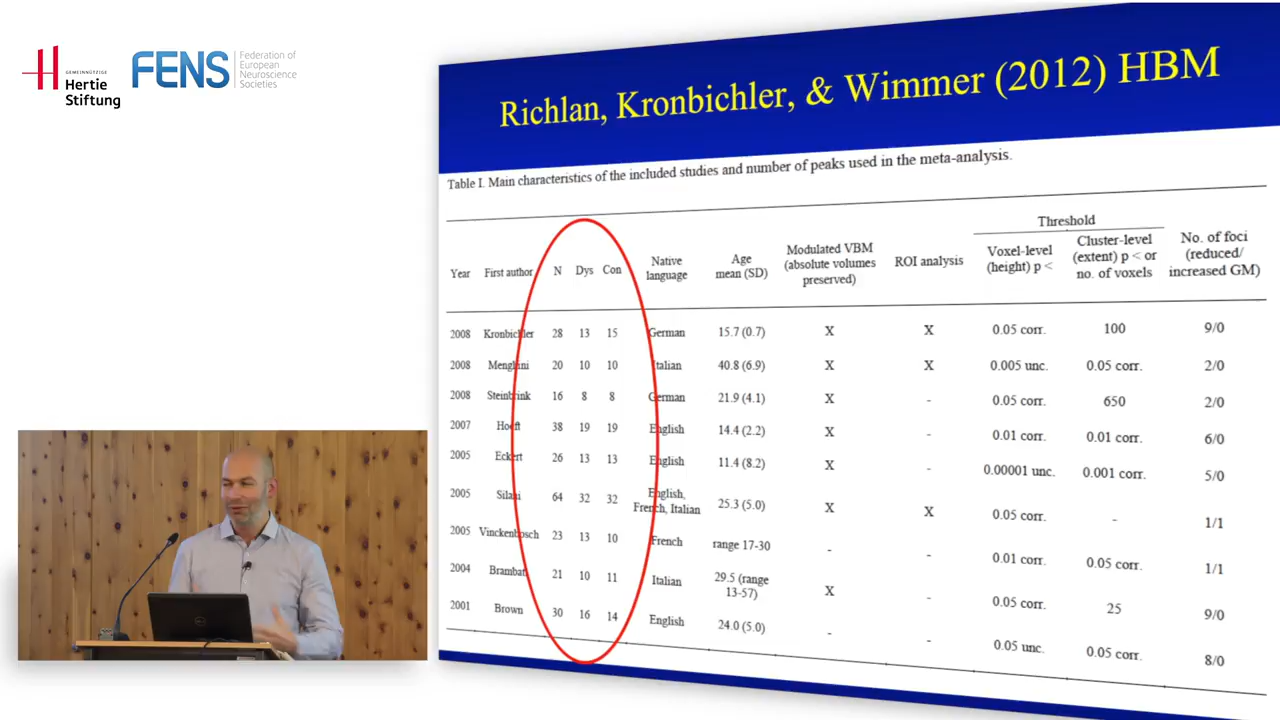 GEMEINNÜTZIGE
Hertie
Stiftung
FENS
Federation of
European
Neuroscience
Societies
Richlan, Kronbichler, & Wimmer (2012) HBM
Table I. Main characteristics of the included studies and number of peaks used in the meta-analysis.
Threshold
Year First author N Dys Con Native language Age mean (SD) Modulated VBM (absolute volumes preserved) ROI analysis Voxel-level (height) p < Cluster-level (extent) p < or no. of voxels No. of foci (reduced/ increased GM)
2008 Kronbichler 28 13 15 German 15.7 (0.7) X X 0.05 corr. 100 9/0
2008 Menghini 20 10 10 Italian 40.8 (6.9) X X 0.005 unc. 0.05 corr. 2/0
2008 Steinbrink 16 8 8 German 21.9 (4.1) X - 0.05 corr. 650 2/0
2007 Hoeft 38 19 19 English 14.4 (2.2) X - 0.01 corr. 0.01 corr. 6/0
2005 Eckert 26 13 13 English 11.4 (8.2) X - 0.00001 unc. 0.001 corr. 5/0
2005 Silani 64 32 32 English, French, Italian 25.3 (5.0) X X 0.05 corr. - 1/1
2005 Vinckenbosch 23 13 10 French range 17-30 - - 0.01 corr. 0.05 corr. 1/1
2004 Brambati 21 10 11 Italian 29.5 (range 13-57) X - 0.05 corr. 25 9/0
2001 Brown 30 16 14 English 24.0 (5.0) - - 0.05 unc. 0.05 corr. 8/0
DELL